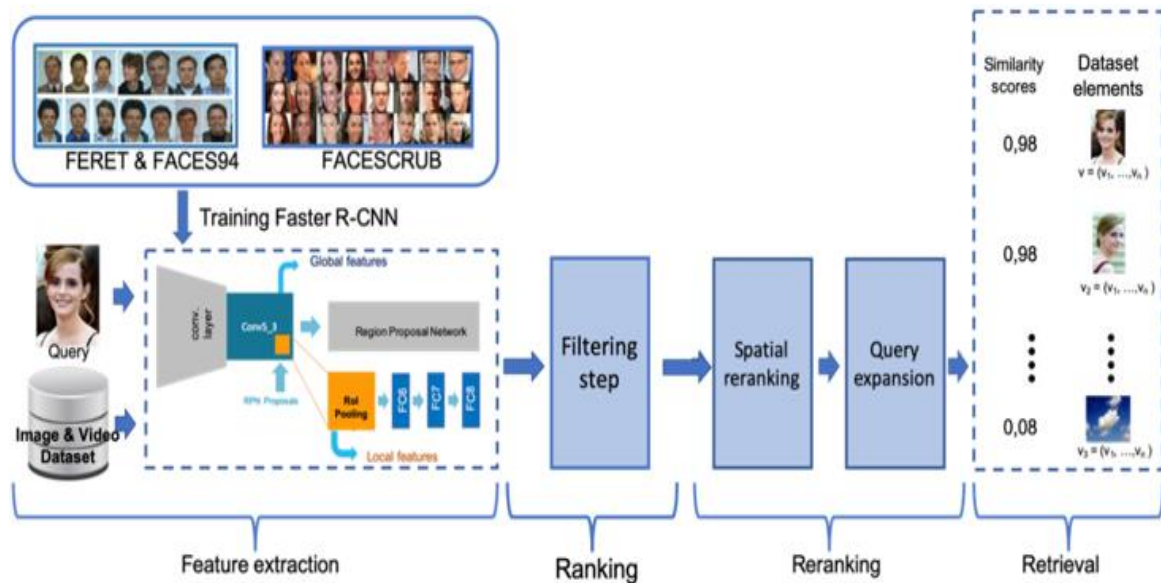 FERET & FACES94
FACESCRUB
Training Faster R-CNN
Query
Image & Video
Dataset
conv.
layer
Conv5_3
Global features
Region Proposal Network
RPN Proposals
RoI
Pooling
FC6
FC7
FC8
Local features
Filtering
step
Spatial
reranking
Query
expansion
Similarity
scores
Dataset
elements
0,98
v = (v₁, ...,vₙ )
0,98
v₂ = (v₁, ...,vₙ )
0,08
v₃ = (v₁, ...,vₙ )
Feature extraction
Ranking
Reranking
Retrieval